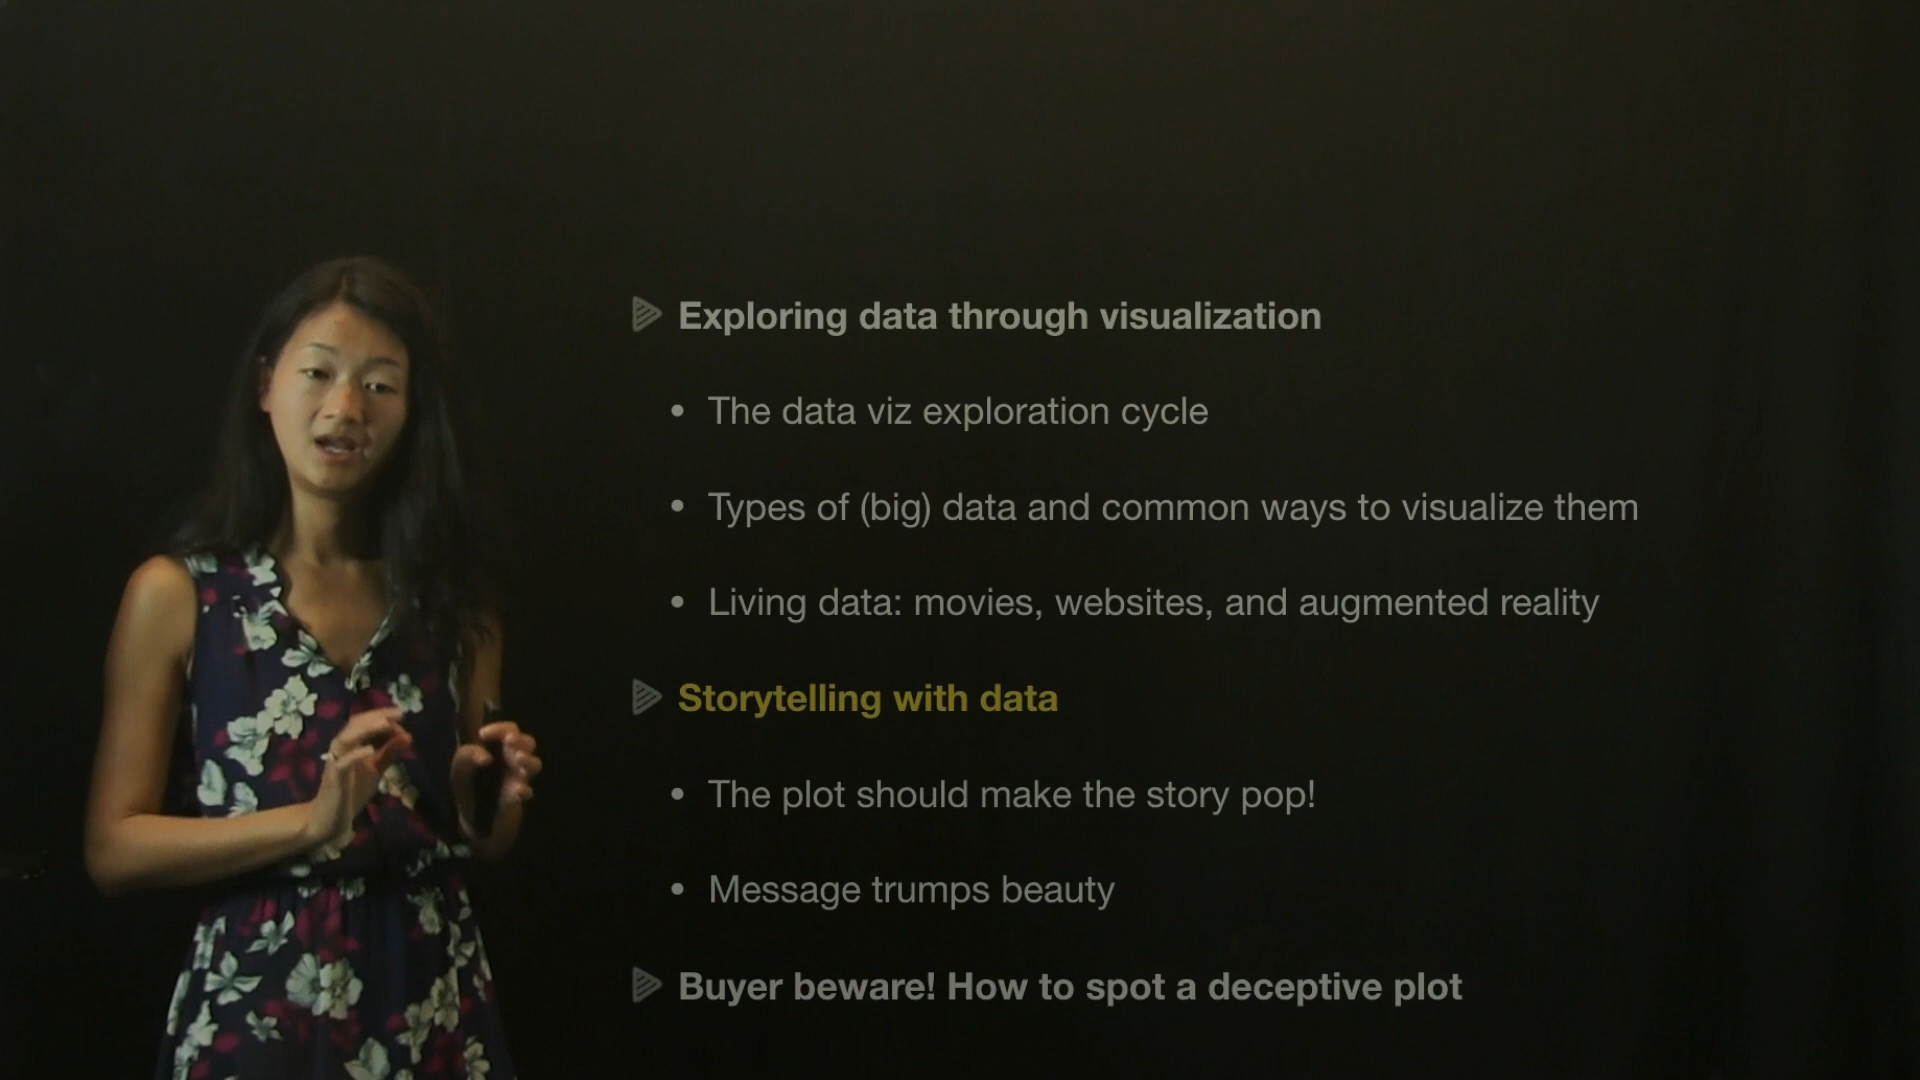 Exploring data through visualization
• The data viz exploration cycle
• Types of (big) data and common ways to visualize them
• Living data: movies, websites, and augmented reality
Storytelling with data
• The plot should make the story pop!
• Message trumps beauty
Buyer beware! How to spot a deceptive plot